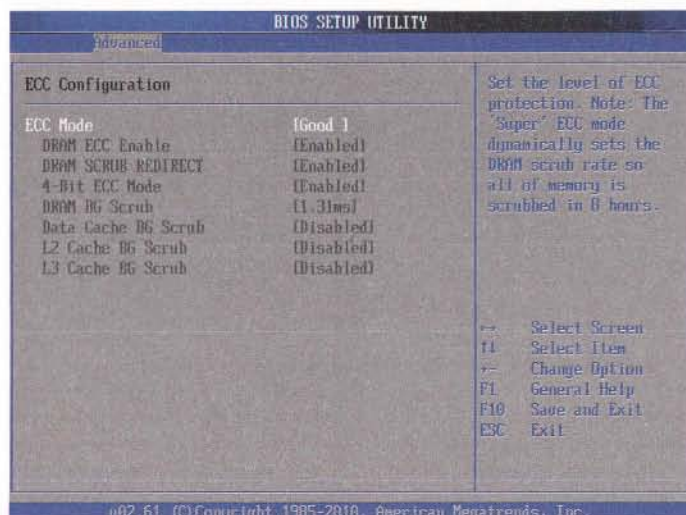 BIOS SETUP UTILITY
Advanced
ECC Configuration
ECC Mode [Good ]
DRAM ECC Enable [Enabled]
DRAM SCRUB REDIRECT [Enabled]
4-Bit ECC Mode [Enabled]
DRAM BG Scrub [1.31ms]
Data Cache BG Scrub [Disabled]
L2 Cache BG Scrub [Disabled]
L3 Cache BG Scrub [Disabled]
Set the level of ECC
protection. Note: The
'Super' ECC mode
dynamically sets the
DRAM scrub rate so
all of memory is
scrubbed in 8 hours.
↔ Select Screen
↑↓ Select Item
+- Change Option
F1 General Help
F10 Save and Exit
ESC Exit
v02.61 (C)Copyright 1985-2010, American Megatrends, Inc.